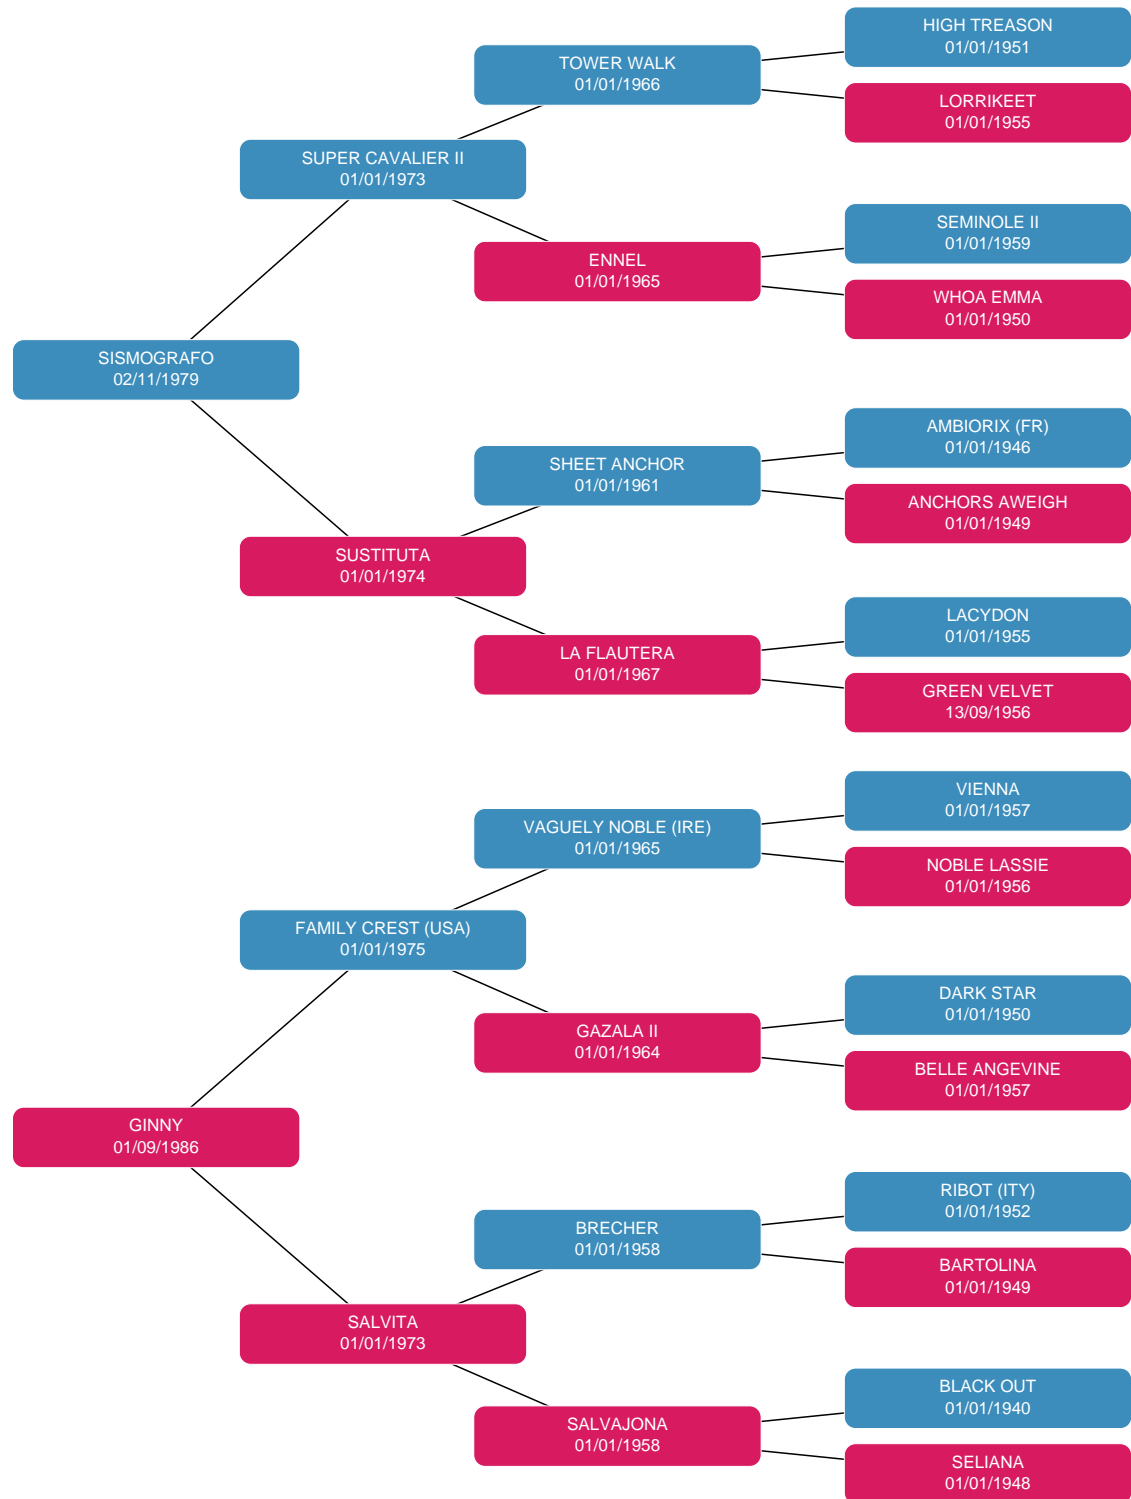 HIGH TREASON
01/01/1951
TOWER WALK
01/01/1966
LORRIKEET
01/01/1955
SUPER CAVALIER II
01/01/1973
SEMINOLE II
01/01/1959
ENNEL
01/01/1965
WHOA EMMA
01/01/1950
SISMOGRAFO
02/11/1979
AMBIORIX (FR)
01/01/1946
SHEET ANCHOR
01/01/1961
ANCHORS AWEIGH
01/01/1949
SUSTITUTA
01/01/1974
LACYDON
01/01/1955
LA FLAUTERA
01/01/1967
GREEN VELVET
13/09/1956
VIENNA
01/01/1957
VAGUELY NOBLE (IRE)
01/01/1965
NOBLE LASSIE
01/01/1956
FAMILY CREST (USA)
01/01/1975
DARK STAR
01/01/1950
GAZALA II
01/01/1964
BELLE ANGEVINE
01/01/1957
GINNY
01/09/1986
RIBOT (ITY)
01/01/1952
BRECHER
01/01/1958
BARTOLINA
01/01/1949
SALVITA
01/01/1973
BLACK OUT
01/01/1940
SALVAJONA
01/01/1958
SELIANA
01/01/1948